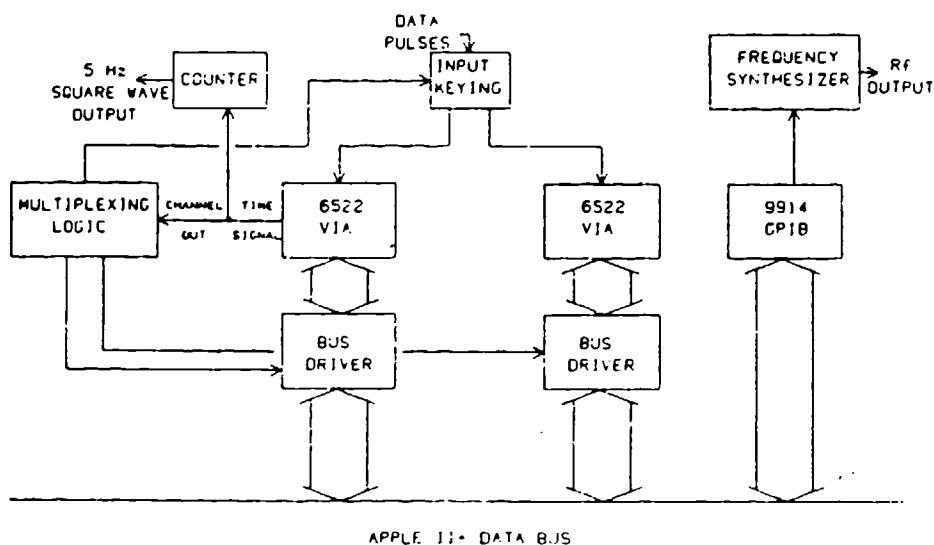 DATA
PULSES
5 Hz
SQUARE WAVE
OUTPUT
COUNTER
INPUT
KEYING
FREQUENCY
SYNTHESIZER
Rf
OUTPUT
MULTIPLEXING
LOGIC
CHANNEL TIME
OUT SIGNAL
6522
VIA
6522
VIA
9914
GPIB
BUS
DRIVER
BUS
DRIVER
APPLE II+ DATA BUS